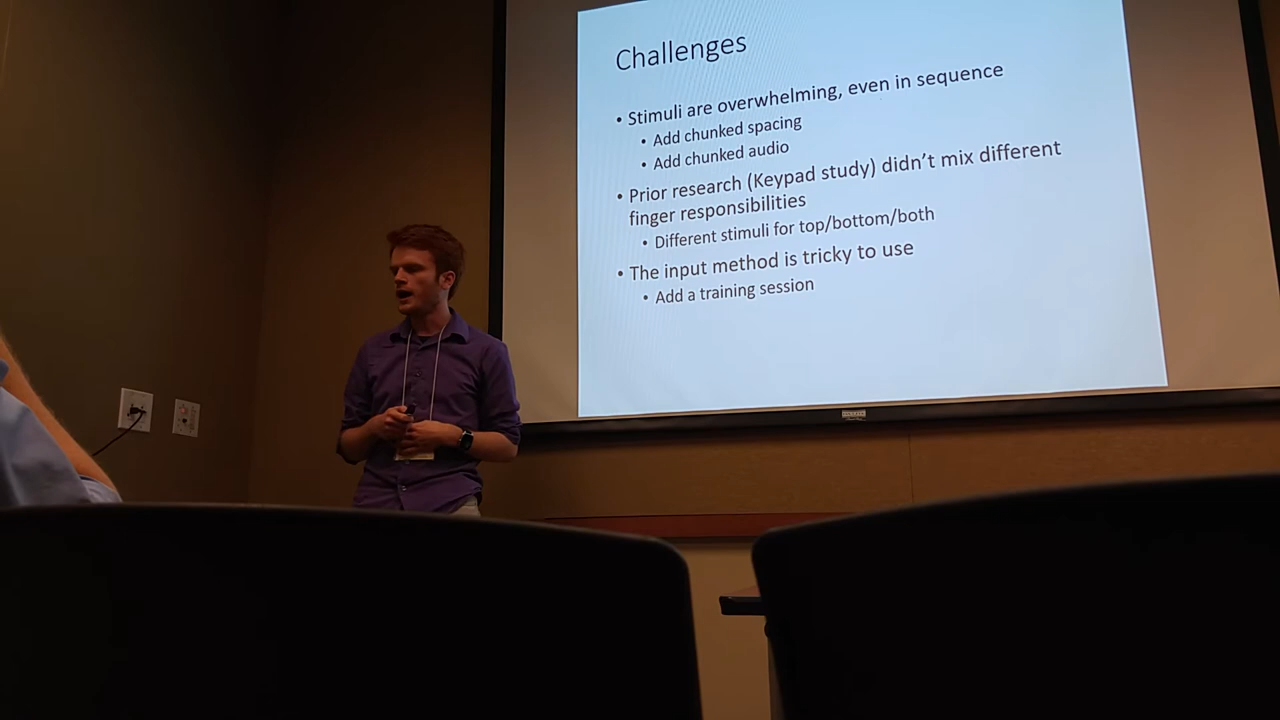 Challenges
• Stimuli are overwhelming, even in sequence
• Add chunked spacing
• Add chunked audio
• Prior research (Keypad study) didn't mix different
finger responsibilities
• Different stimuli for top/bottom/both
• The input method is tricky to use
• Add a training session